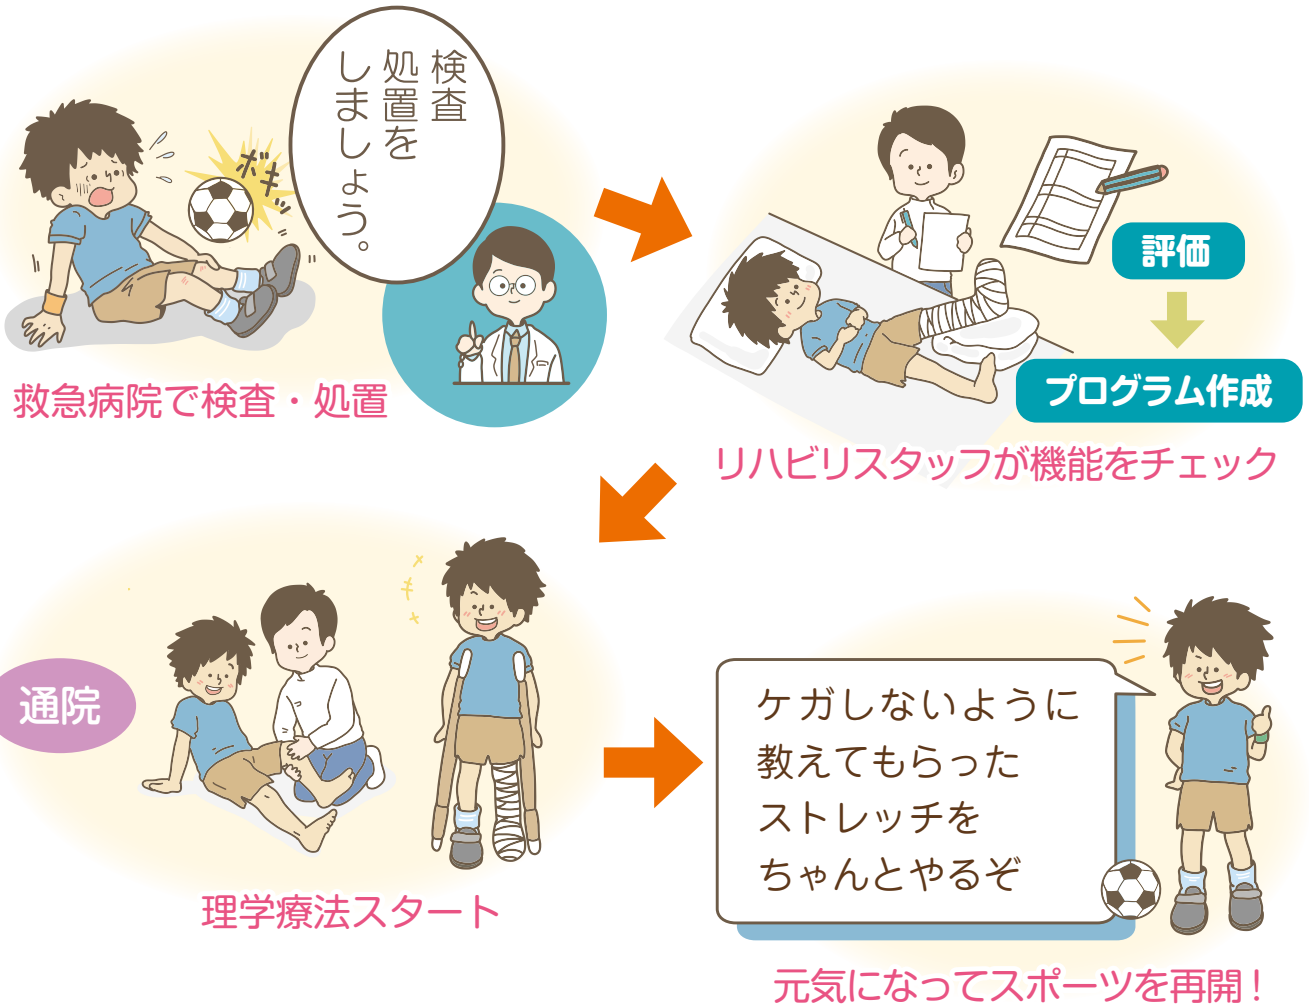 検査
処置を
しましょう。
ボキッ
救急病院で検査・処置
評価
プログラム作成
リハビリスタッフが機能をチェック
通院
理学療法スタート
ケガしないように
教えてもらった
ストレッチを
ちゃんとやるぞ
元気になってスポーツを再開！